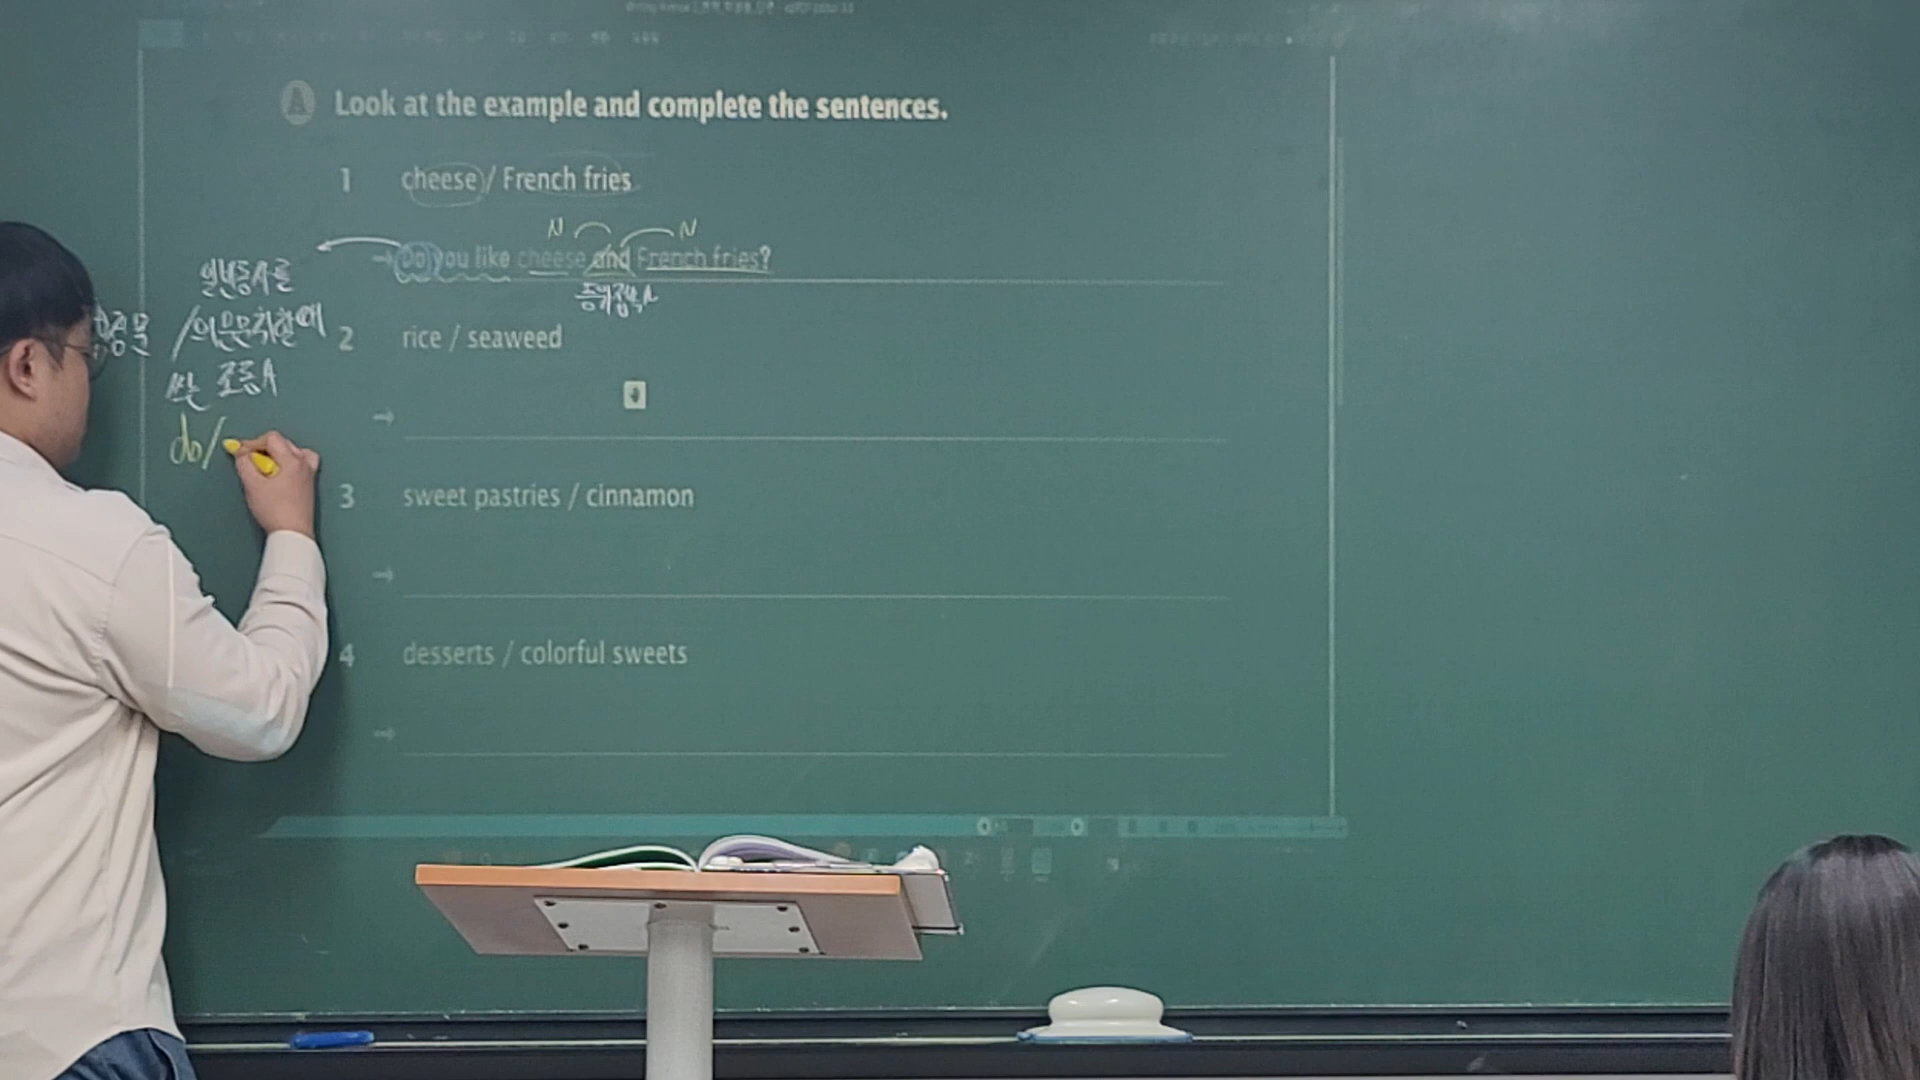 A Look at the example and complete the sentences.
1 cheese / French fries
N N
→ Do you like cheese and French fries?
일반동사를
등위접속사
/의문문취할때
2 rice / seaweed
쓰는 조동사
→
do/
3 sweet pastries / cinnamon
→
4 desserts / colorful sweets
→